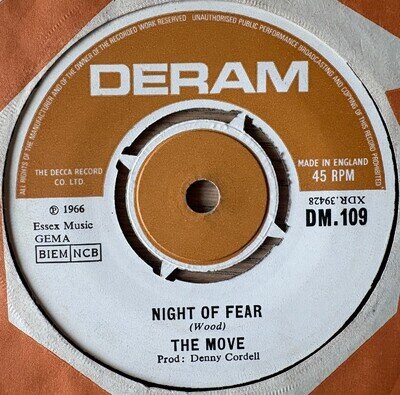 ALL RIGHTS OF THE MANUFACTURER AND OF THE OWNER OF THE RECORDED WORK RESERVED UNAUTHORISED PUBLIC PERFORMANCE BROADCASTING AND COPYING OF THIS RECORD PROHIBITED
DERAM
THE DECCA RECORD
CO. LTD.
MADE IN ENGLAND
45 RPM
XDR.39428
DM.109
℗ 1966
Essex Music
GEMA
BIEM NCB
NIGHT OF FEAR
(Wood)
THE MOVE
Prod: Denny Cordell